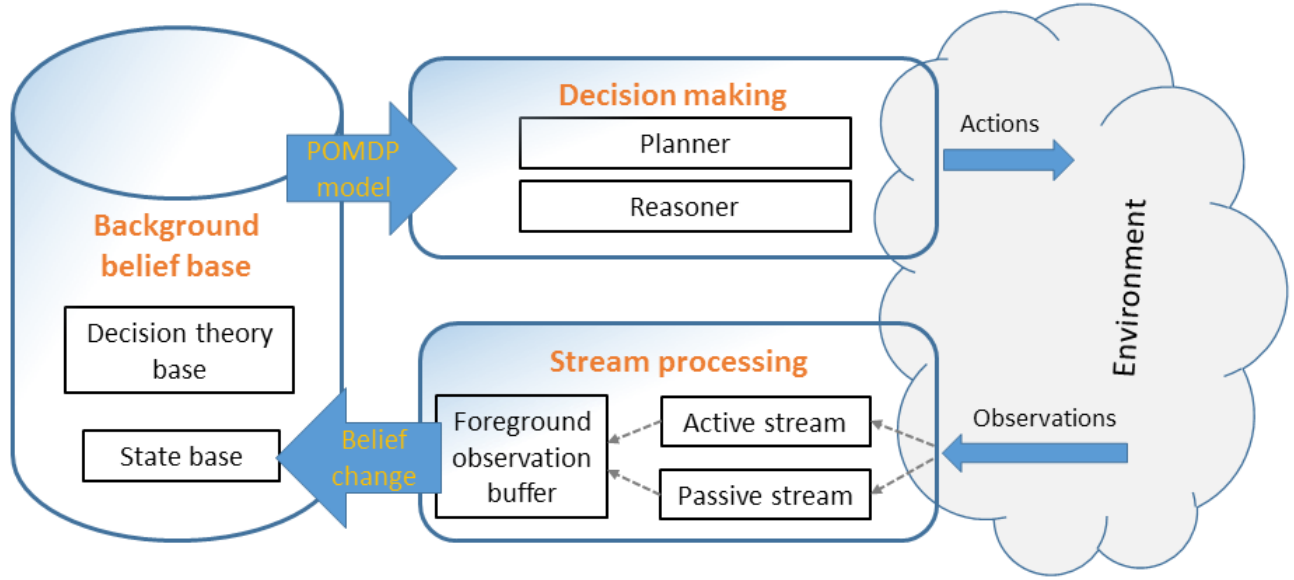 Decision making
Planner
Reasoner
POMDP
model
Actions
Background
belief base
Decision theory
base
State base
Belief
change
Stream processing
Foreground
observation
buffer
Active stream
Passive stream
Observations
Environment